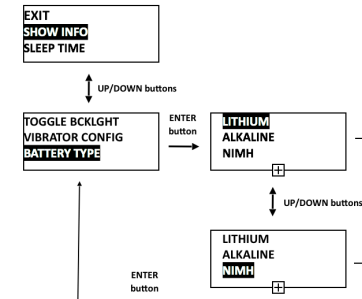 EXIT
SHOW INFO
SLEEP TIME
UP/DOWN buttons
TOGGLE BCKLGHT
VIBRATOR CONFIG
BATTERY TYPE
ENTER
button
LITHIUM
ALKALINE
NIMH
UP/DOWN buttons
LITHIUM
ALKALINE
NIMH
ENTER
button